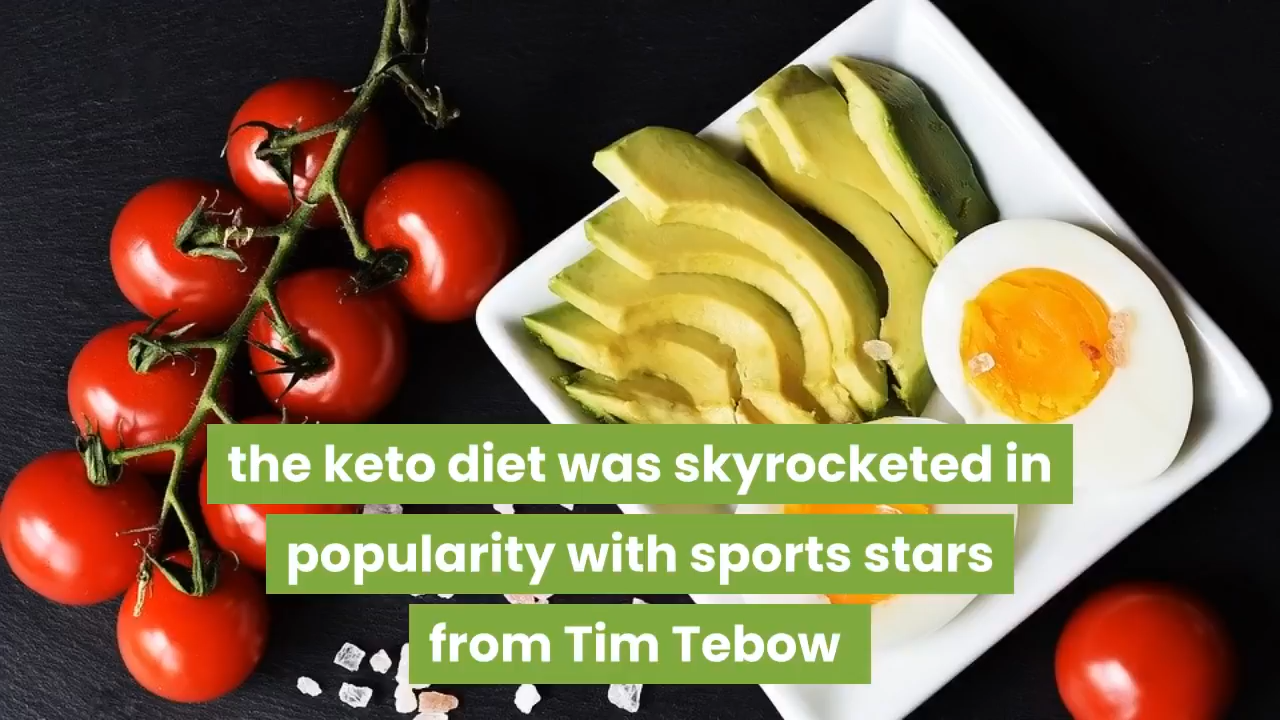 the keto diet was skyrocketed in
popularity with sports stars
from Tim Tebow